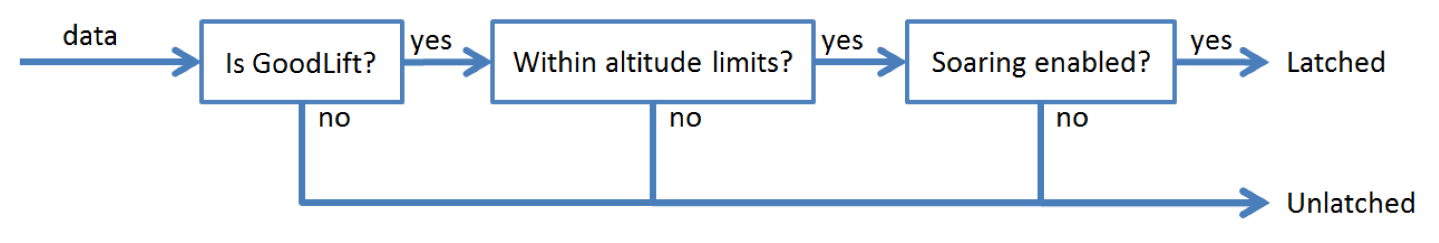 data
Is GoodLift?
yes
Within altitude limits?
yes
Soaring enabled?
yes
Latched
no
no
no
Unlatched